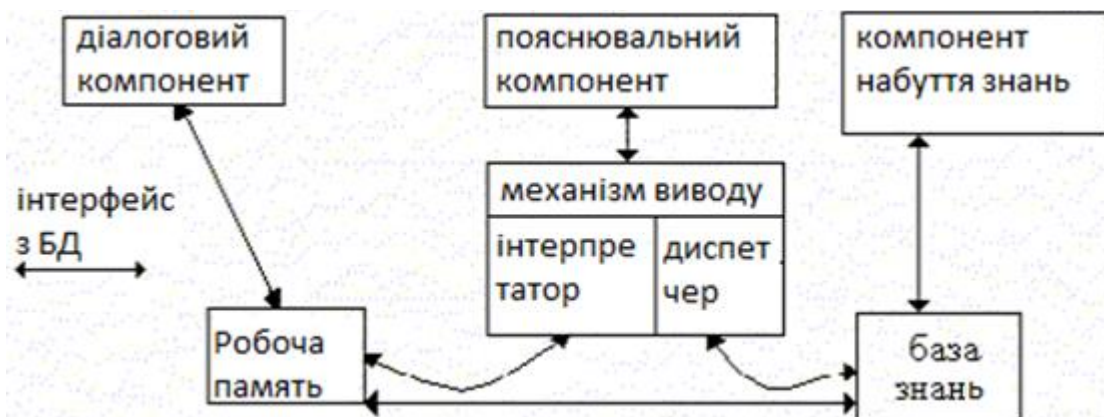 діалоговий
компонент
пояснювальний
компонент
компонент
набуття знань
інтерфейс
з БД
механізм виводу
інтерпре
татор
диспет
чер
Робоча
память
база
знань